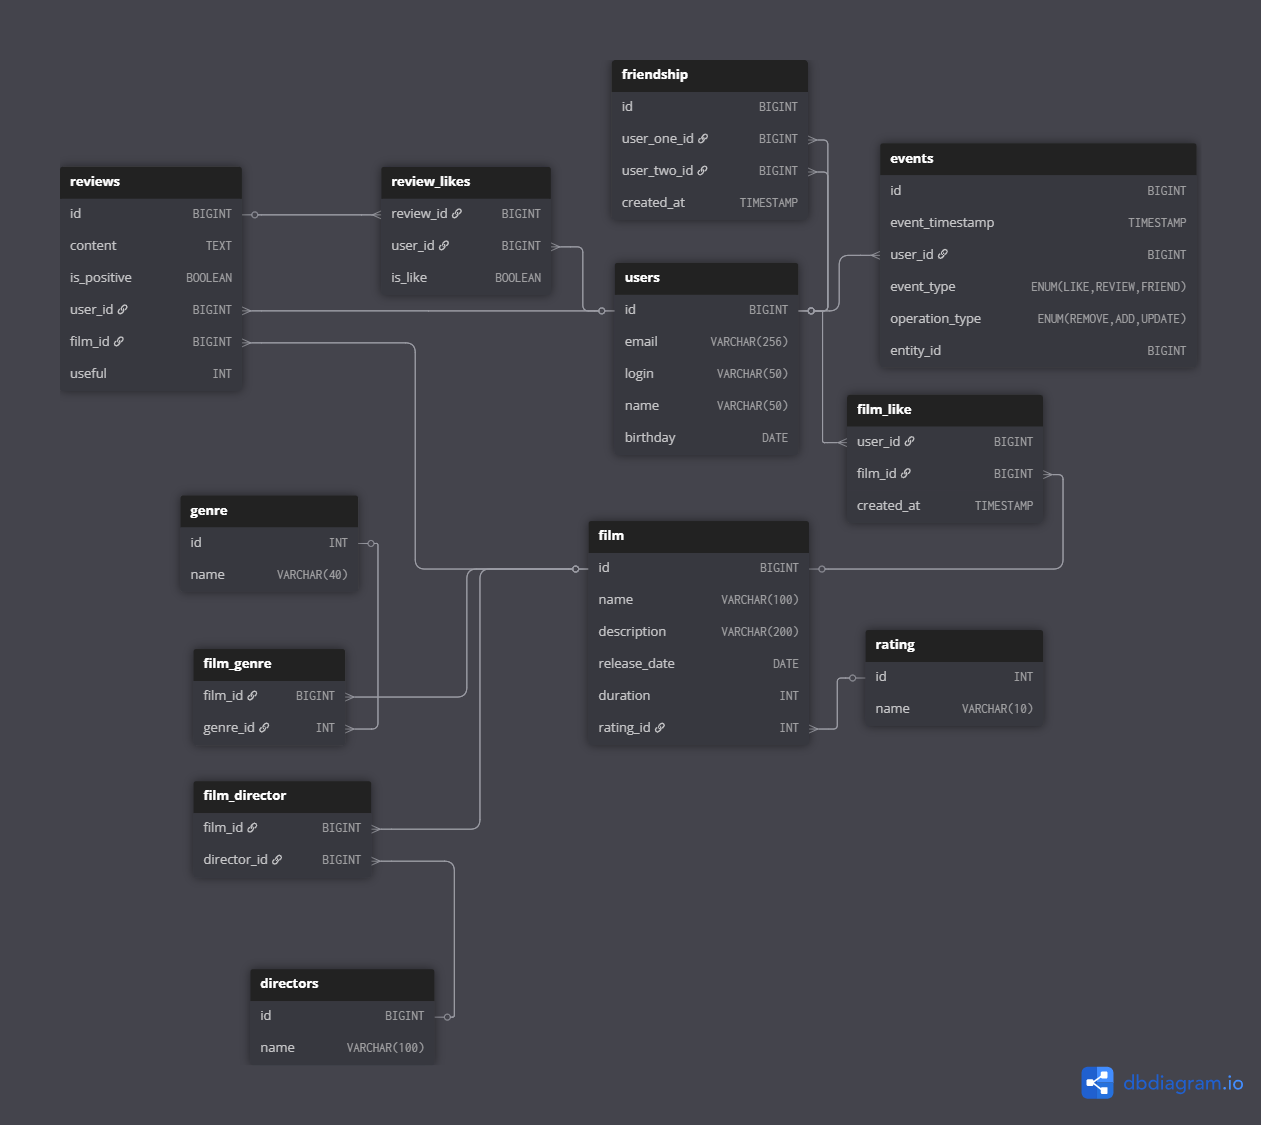 friendship
id BIGINT
user_one_id BIGINT
user_two_id BIGINT
created_at TIMESTAMP
events
id BIGINT
event_timestamp TIMESTAMP
user_id BIGINT
event_type ENUM(LIKE,REVIEW,FRIEND)
operation_type ENUM(REMOVE,ADD,UPDATE)
entity_id BIGINT
reviews
id BIGINT
content TEXT
is_positive BOOLEAN
user_id BIGINT
film_id BIGINT
useful INT
review_likes
review_id BIGINT
user_id BIGINT
is_like BOOLEAN
users
id BIGINT
email VARCHAR(256)
login VARCHAR(50)
name VARCHAR(50)
birthday DATE
film_like
user_id BIGINT
film_id BIGINT
created_at TIMESTAMP
genre
id INT
name VARCHAR(40)
film
id BIGINT
name VARCHAR(100)
description VARCHAR(200)
release_date DATE
duration INT
rating_id INT
rating
id INT
name VARCHAR(10)
film_genre
film_id BIGINT
genre_id INT
film_director
film_id BIGINT
director_id BIGINT
directors
id BIGINT
name VARCHAR(100)
dbdiagram.io